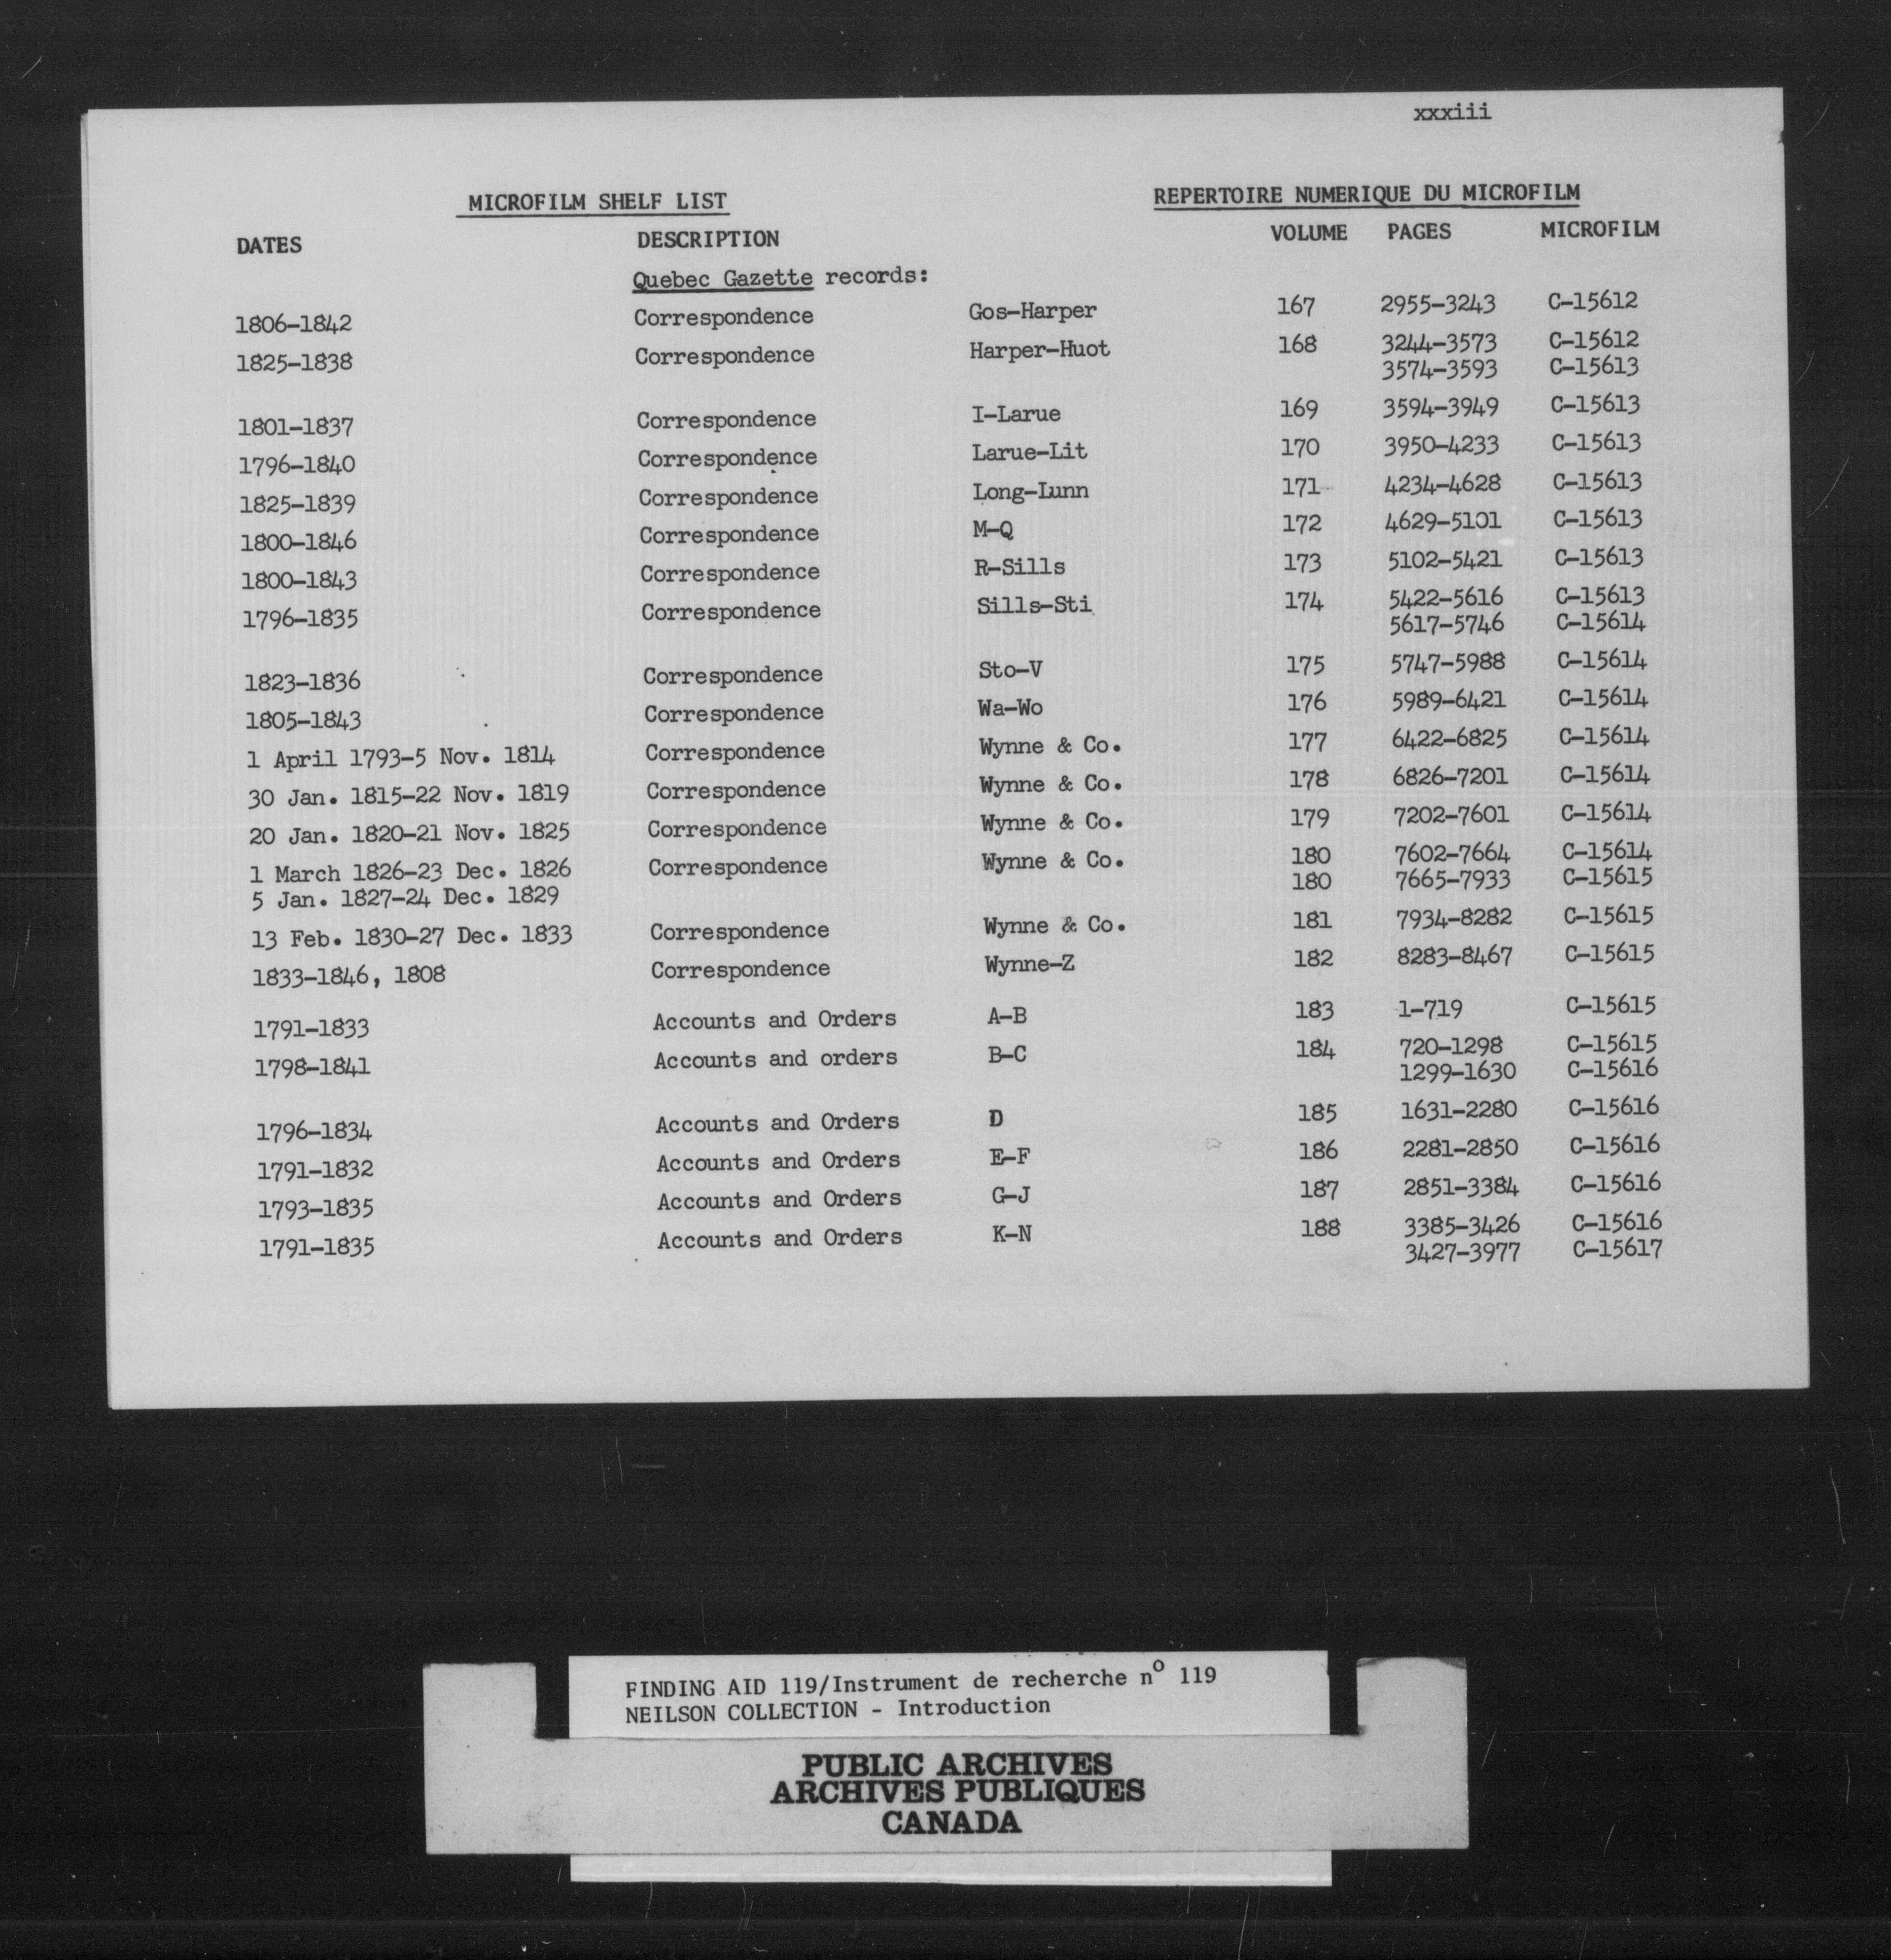 xxxiii
MICROFILM SHELF LIST REPERTOIRE NUMERIQUE DU MICROFILM
DATES DESCRIPTION VOLUME PAGES MICROFILM
Quebec Gazette records:
1806-1842 Correspondence Gos-Harper 167 2955-3243 C-15612
1825-1838 Correspondence Harper-Huot 168 3244-3573 C-15612
3574-3593 C-15613
1801-1837 Correspondence I-Larue 169 3594-3949 C-15613
1796-1840 Correspondence Larue-Lit 170 3950-4233 C-15613
1825-1839 Correspondence Long-Lunn 171 4234-4628 C-15613
1800-1846 Correspondence M-Q 172 4629-5101 C-15613
1800-1843 Correspondence R-Sills 173 5102-5421 C-15613
1796-1835 Correspondence Sills-Sti 174 5422-5616 C-15613
5617-5746 C-15614
1823-1836 Correspondence Sto-V 175 5747-5988 C-15614
1805-1843 Correspondence Wa-Wo 176 5989-6421 C-15614
1 April 1793-5 Nov. 1814 Correspondence Wynne & Co. 177 6422-6825 C-15614
30 Jan. 1815-22 Nov. 1819 Correspondence Wynne & Co. 178 6826-7201 C-15614
20 Jan. 1820-21 Nov. 1825 Correspondence Wynne & Co. 179 7202-7601 C-15614
1 March 1826-23 Dec. 1826 Correspondence Wynne & Co. 180 7602-7664 C-15614
5 Jan. 1827-24 Dec. 1829 180 7665-7933 C-15615
13 Feb. 1830-27 Dec. 1833 Correspondence Wynne & Co. 181 7934-8282 C-15615
1833-1846, 1808 Correspondence Wynne-Z 182 8283-8467 C-15615
1791-1833 Accounts and Orders A-B 183 1-719 C-15615
1798-1841 Accounts and orders B-C 184 720-1298 C-15615
1299-1630 C-15616
1796-1834 Accounts and Orders D 185 1631-2280 C-15616
1791-1832 Accounts and Orders E-F 186 2281-2850 C-15616
1793-1835 Accounts and Orders G-J 187 2851-3384 C-15616
1791-1835 Accounts and Orders K-N 188 3385-3426 C-15616
3427-3977 C-15617
FINDING AID 119/Instrument de recherche nº 119
NEILSON COLLECTION - Introduction
PUBLIC ARCHIVES
ARCHIVES PUBLIQUES
CANADA